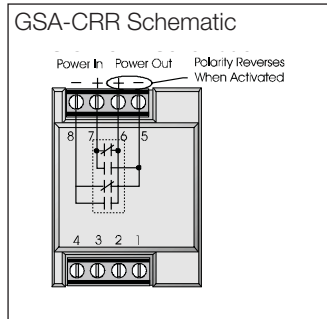 GSA-CRR Schematic
Power In Power Out Polarity Reverses
When Activated
− + + −
8 7 6 5
4 3 2 1